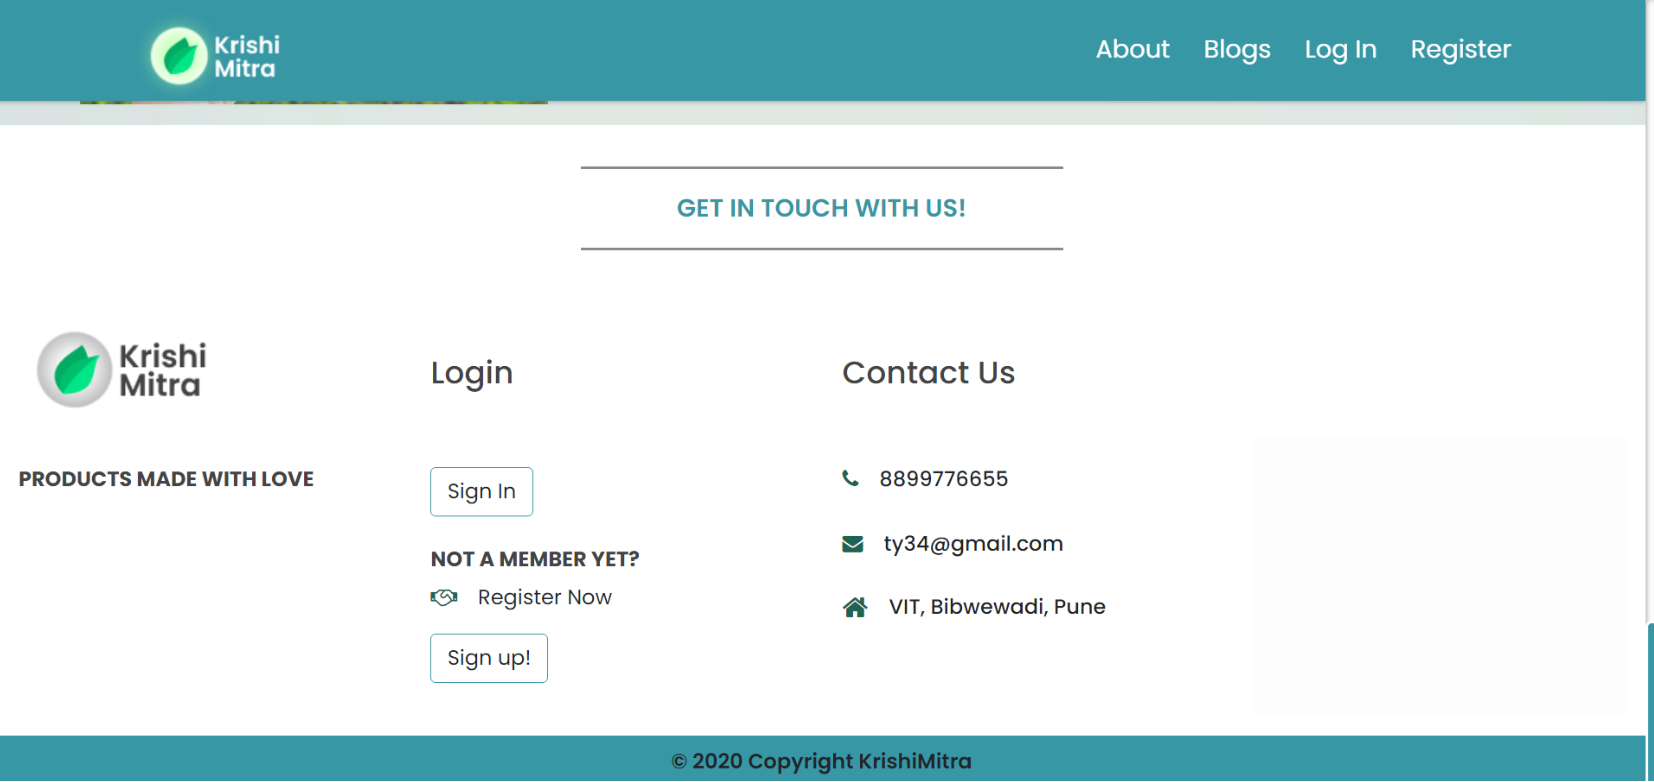 Krishi
Mitra
About Blogs Log In Register
GET IN TOUCH WITH US!
Krishi
Mitra
PRODUCTS MADE WITH LOVE
Login
Sign In
NOT A MEMBER YET?
Register Now
Sign up!
Contact Us
8899776655
ty34@gmail.com
VIT, Bibwewadi, Pune
© 2020 Copyright KrishiMitra